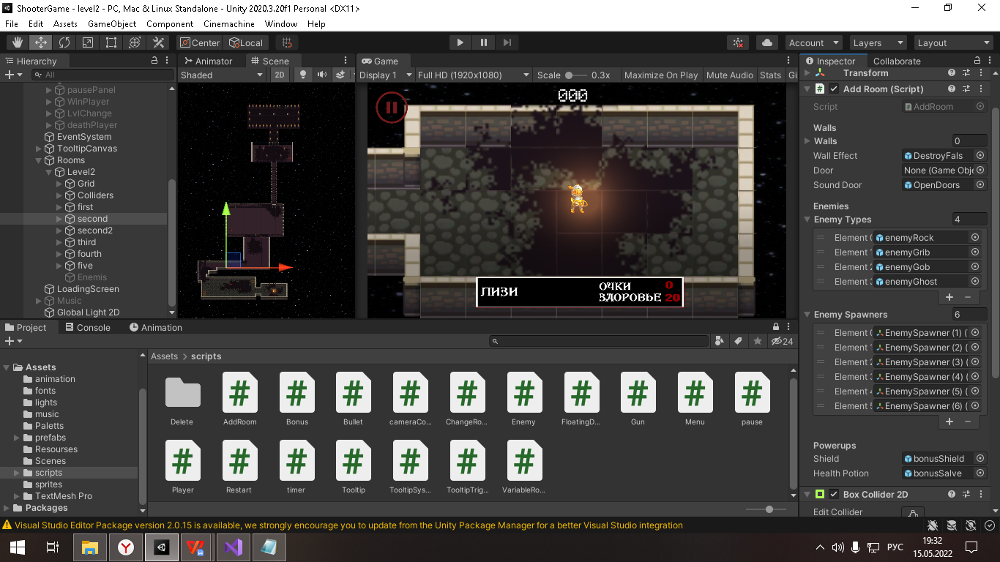 ShooterGame - level2 - PC, Mac & Linux Standalone - Unity 2020.3.20f1 Personal <DX11>
File Edit Assets GameObject Component Cinemachine Window Help
Center Local Account Layers Layout
Hierarchy
All
pausePanel
WinPlayer
LvlChange
deathPlayer
EventSystem
TooltipCanvas
Rooms
Level2
Grid
Colliders
first
second
second2
third
fourth
five
Enemis
LoadingScreen
Music
Global Light 2D
Animator Scene
Shaded 2D
Game
Display 1 Full HD (1920x1080) Scale 0.3x Maximize On Play Mute Audio Stats Gi
000
ЛИЗИ
ОЧКИ 0
ЗДОРОВЬЕ 20
Inspector Collaborate
Transform
# Add Room (Script)
Script AddRoom
Walls
Walls 0
Wall Effect DestroyFals
Door None (Game Obje
Sound Door OpenDoors
Enemies
Enemy Types 4
Element 0 enemyRock
Element 1 enemyGrib
Element 2 enemyGob
Element 3 enemyGhost
+ −
Enemy Spawners 6
Element 0 EnemySpawner (1) (
Element 1 EnemySpawner (2) (
Element 2 EnemySpawner (3) (
Element 3 EnemySpawner (4) (
Element 4 EnemySpawner (5) (
Element 5 EnemySpawner (6) (
+ −
Powerups
Shield bonusShield
Health Potion bonusSalve
Box Collider 2D
Edit Collider
Project Console Animation
24
Assets
animation
fonts
lights
music
Paletts
prefabs
Resourses
Scenes
scripts
sprites
TextMesh Pro
Packages
Assets > scripts
# # # # # # # # # #
Delete AddRoom Bonus Bullet cameraCo... ChangeRo... Enemy FloatingD... Gun Menu pause
# # # # # # #
Player Restart timer Tooltip TooltipSys... TooltipTrig... VariableRo...
Visual Studio Editor Package version 2.0.15 is available, we strongly encourage you to update from the Unity Package Manager for a better Visual Studio integration
РУС
19:32
15.05.2022